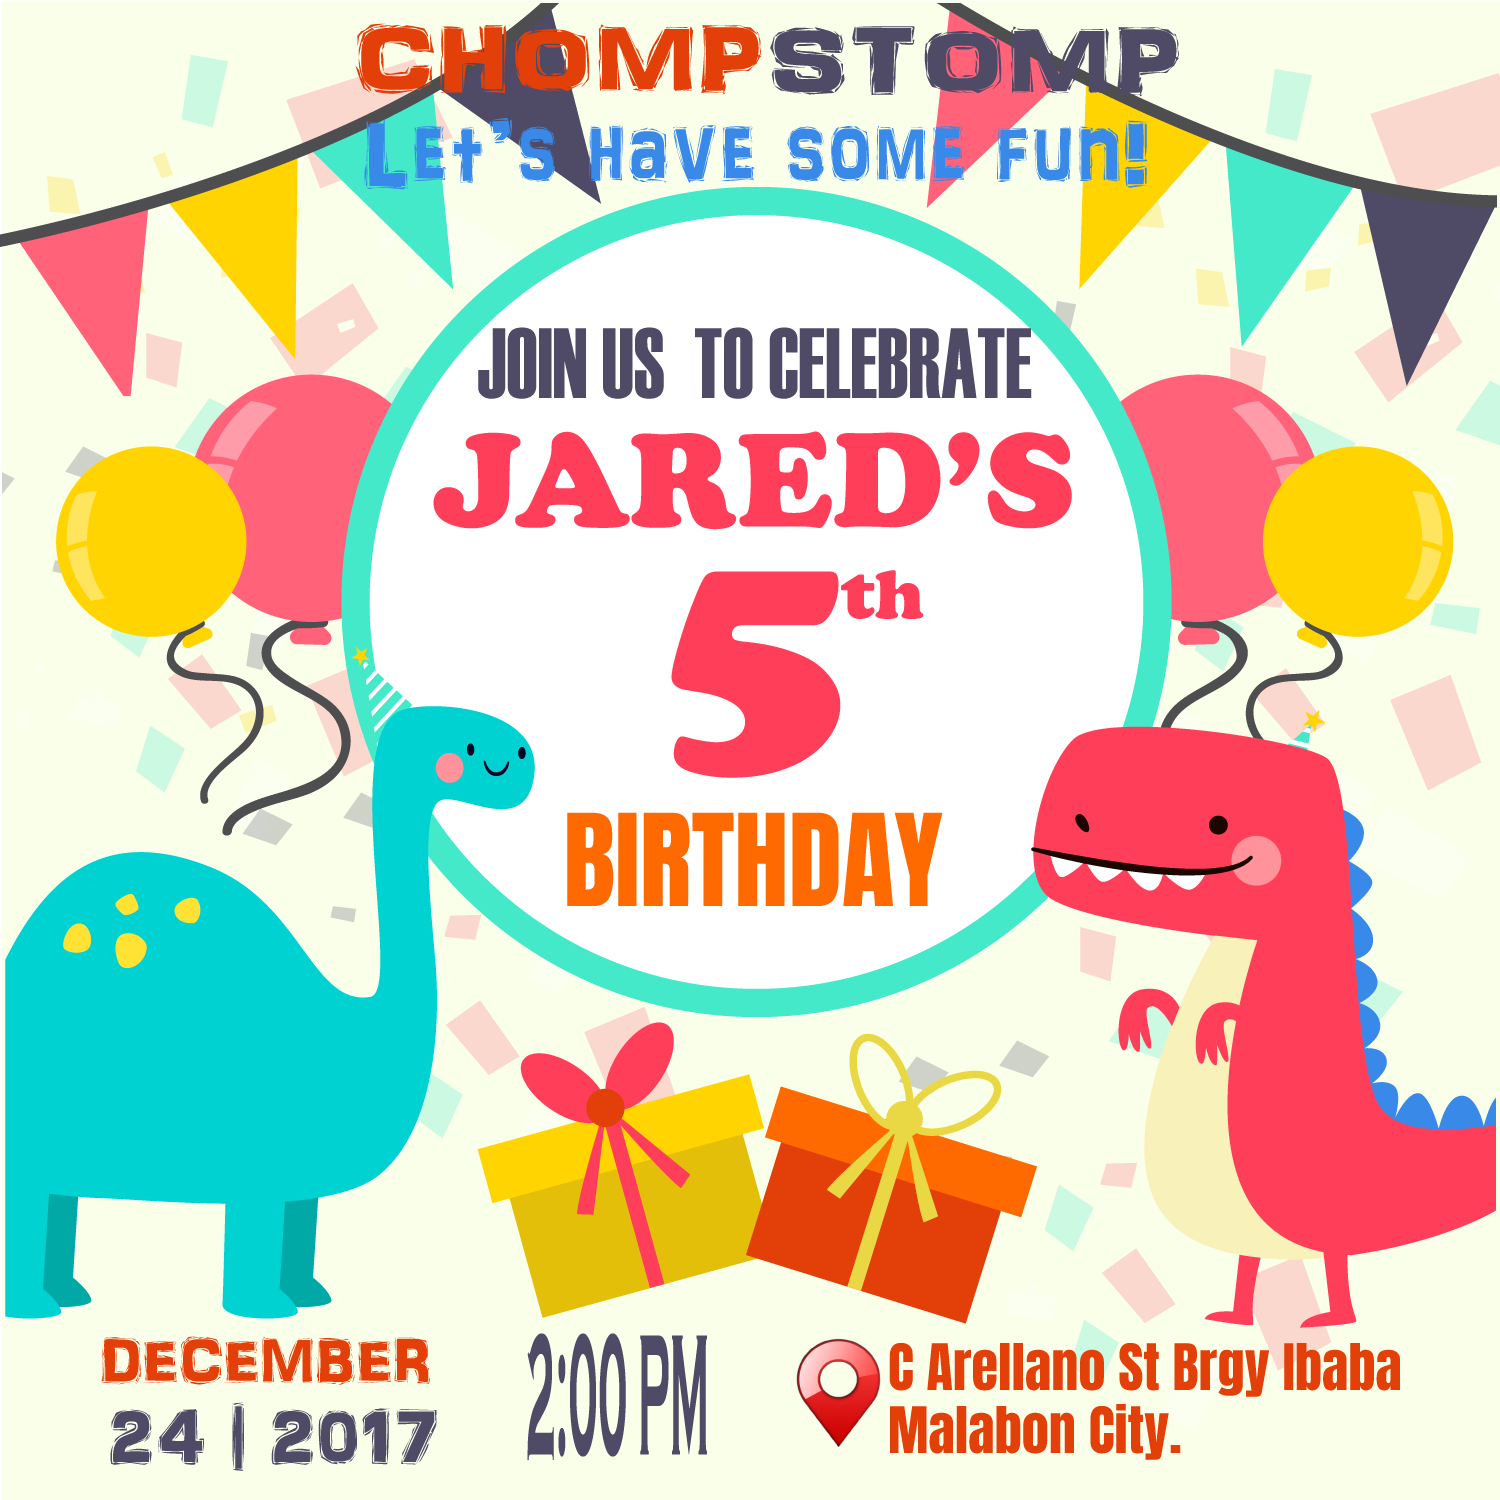 CHOMPSTOMP
Let's have some fun!
JOIN US TO CELEBRATE
JARED'S
5th
BIRTHDAY
DECEMBER
24 | 2017
2:00 PM
C Arellano St Brgy Ibaba
Malabon City.